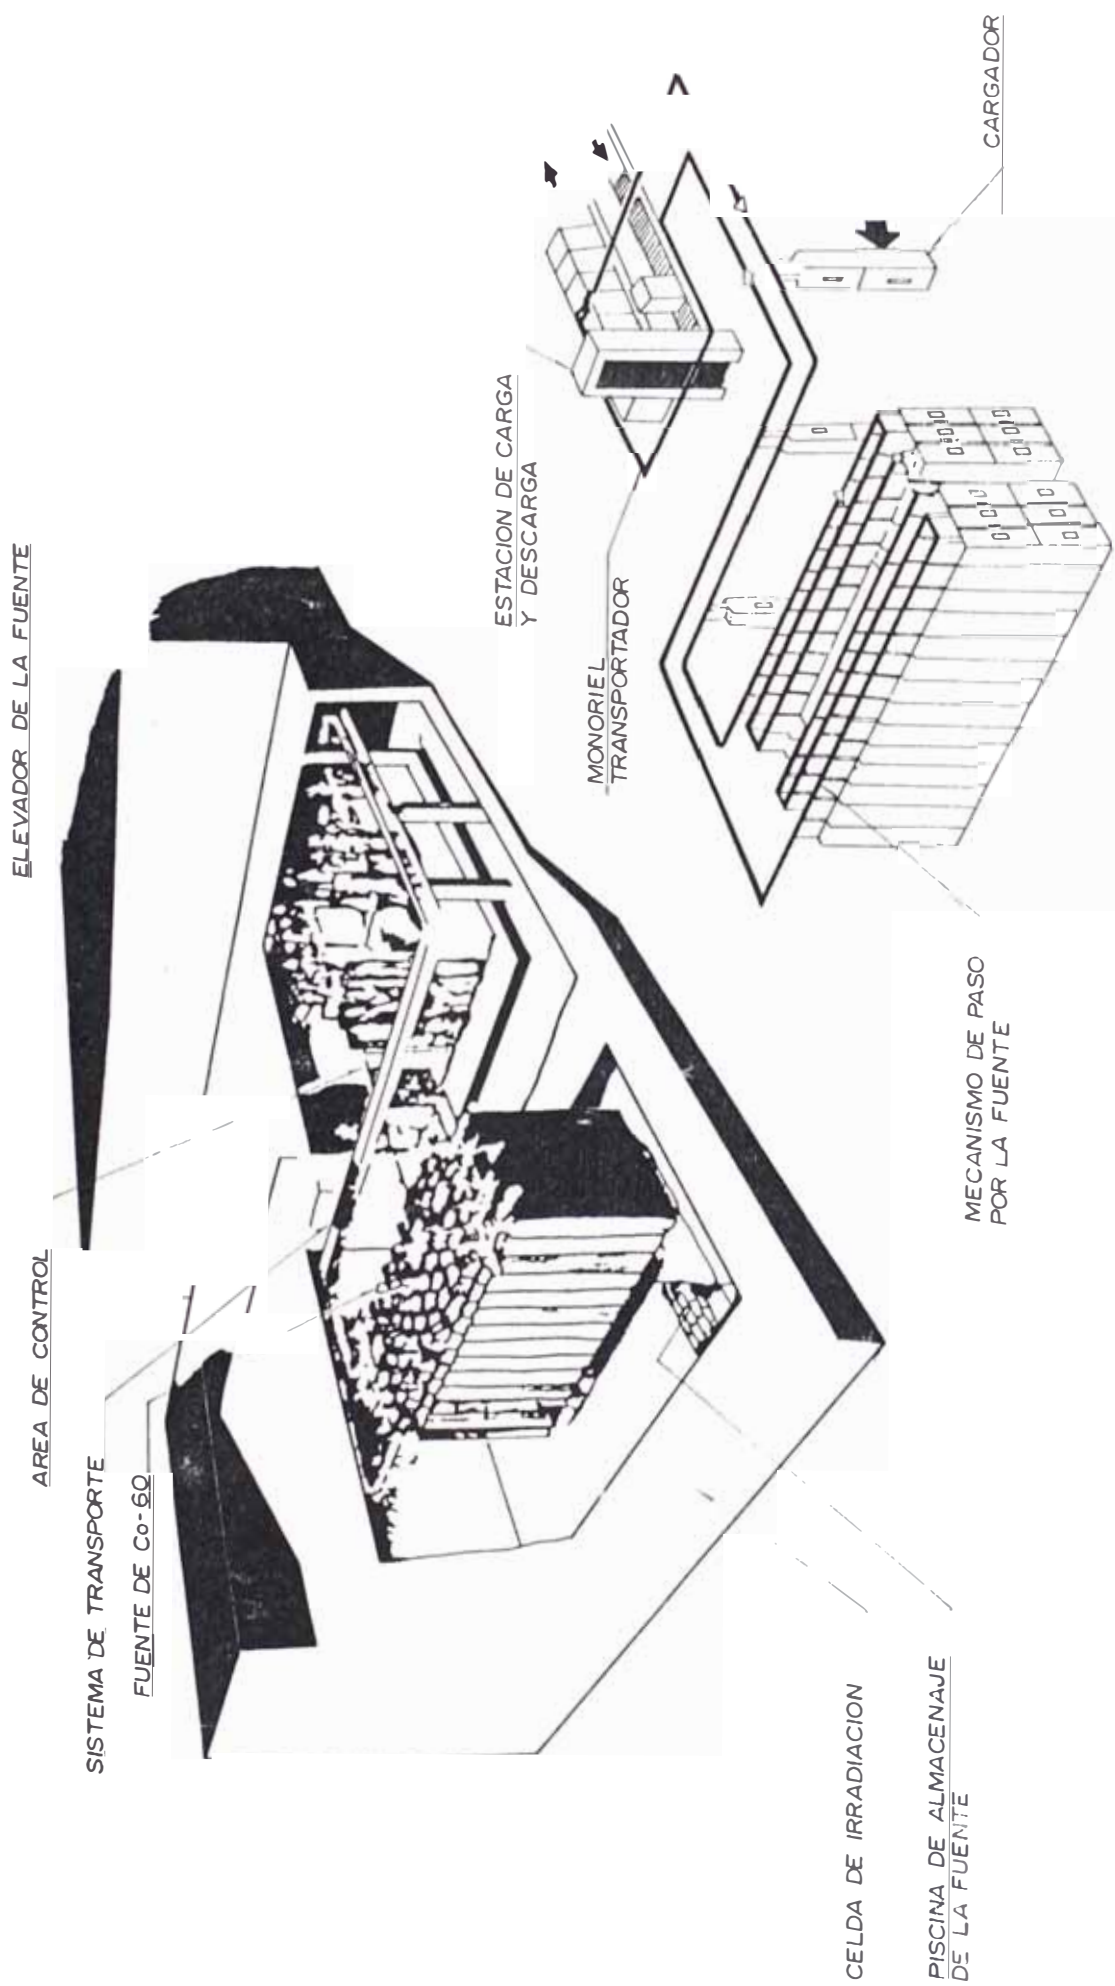 ELEVADOR DE LA FUENTE
AREA DE CONTROL
SISTEMA DE TRANSPORTE
FUENTE DE Co-60
ESTACION DE CARGA
Y DESCARGA
MONORIEL
TRANSPORTADOR
CELDA DE IRRADIACION
PISCINA DE ALMACENAJE
DE LA FUENTE
MECANISMO DE PASO
POR LA FUENTE
CARGADOR